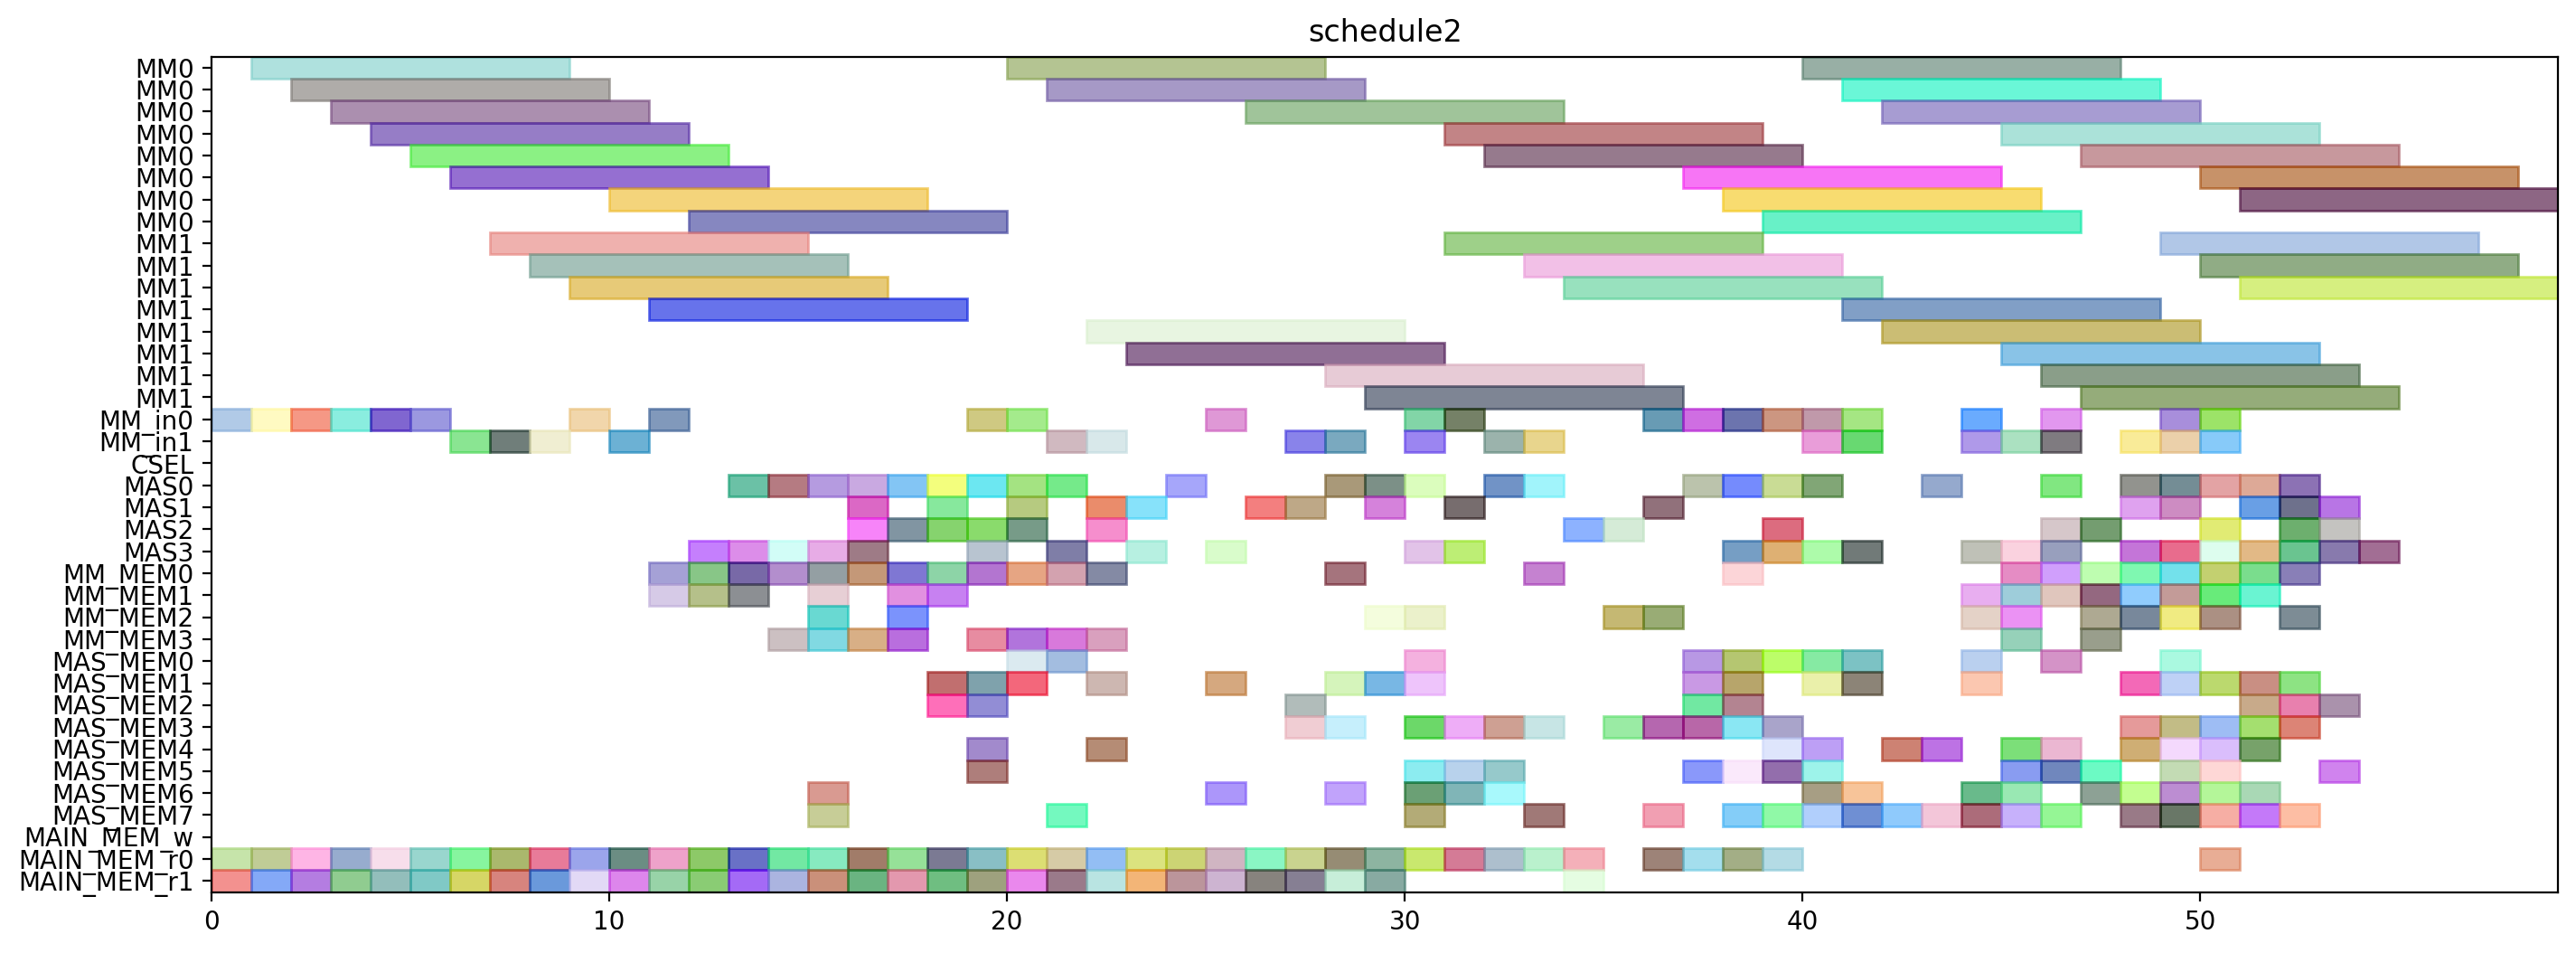 schedule2
MM0
MM0
MM0
MM0
MM0
MM0
MM0
MM0
MM1
MM1
MM1
MM1
MM1
MM1
MM1
MM1
MM_in0
MM_in1
CSEL
MAS0
MAS1
MAS2
MAS3
MM_MEM0
MM_MEM1
MM_MEM2
MM_MEM3
MAS_MEM0
MAS_MEM1
MAS_MEM2
MAS_MEM3
MAS_MEM4
MAS_MEM5
MAS_MEM6
MAS_MEM7
MAIN_MEM_w
MAIN_MEM_r0
MAIN_MEM_r1
0 10 20 30 40 50